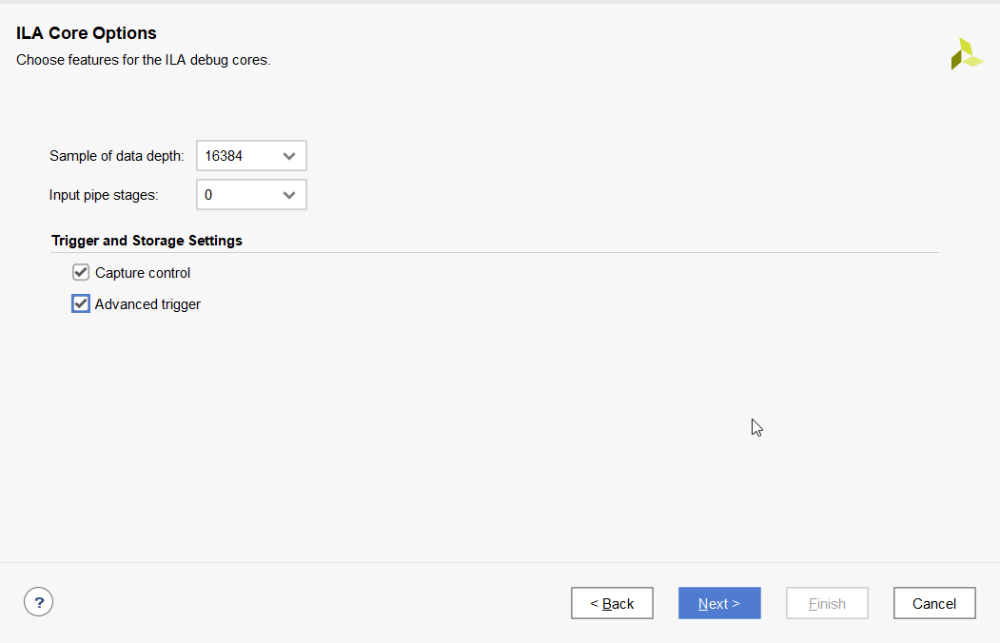 ILA Core Options
Choose features for the ILA debug cores.
Sample of data depth: 16384
Input pipe stages: 0
Trigger and Storage Settings
Capture control
Advanced trigger
? < Back Next > Finish Cancel